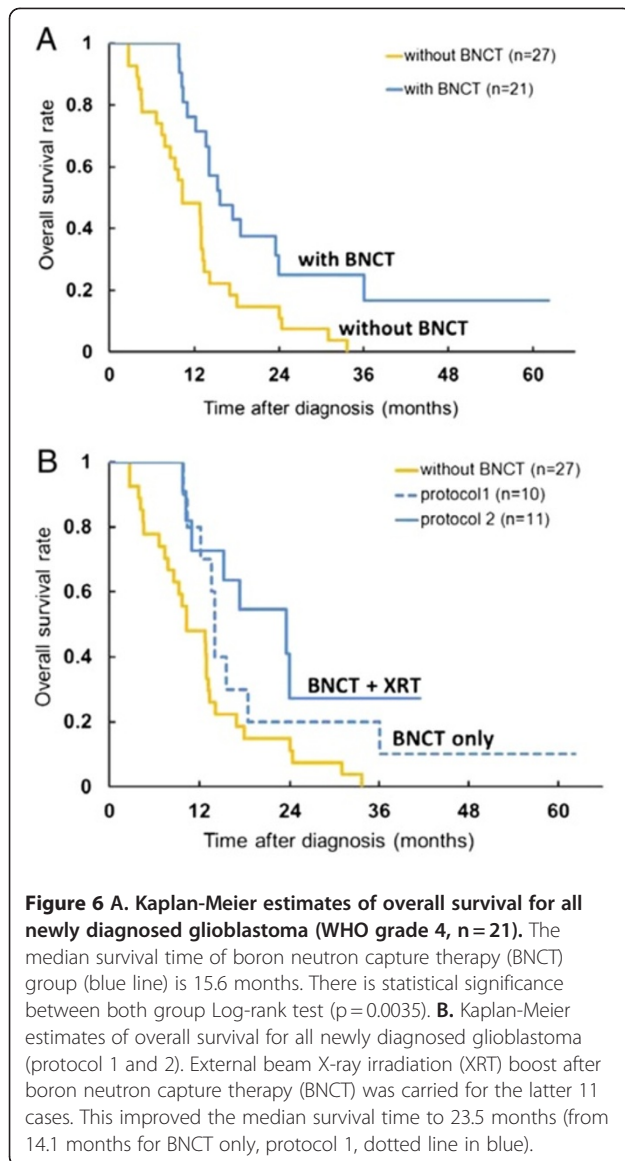 A
1
0.8
0.6
0.4
0.2
0
Overall survival rate
without BNCT (n=27)
with BNCT (n=21)
with BNCT
without BNCT
0 12 24 36 48 60
Time after diagnosis (months)
B
1
0.8
0.6
0.4
0.2
0
Overall survival rate
without BNCT (n=27)
protocol1 (n=10)
protocol 2 (n=11)
BNCT + XRT
BNCT only
0 12 24 36 48 60
Time after diagnosis (months)
Figure 6 A. Kaplan-Meier estimates of overall survival for all
newly diagnosed glioblastoma (WHO grade 4, n = 21). The
median survival time of boron neutron capture therapy (BNCT)
group (blue line) is 15.6 months. There is statistical significance
between both group Log-rank test (p = 0.0035). B. Kaplan-Meier
estimates of overall survival for all newly diagnosed glioblastoma
(protocol 1 and 2). External beam X-ray irradiation (XRT) boost after
boron neutron capture therapy (BNCT) was carried for the latter 11
cases. This improved the median survival time to 23.5 months (from
14.1 months for BNCT only, protocol 1, dotted line in blue).